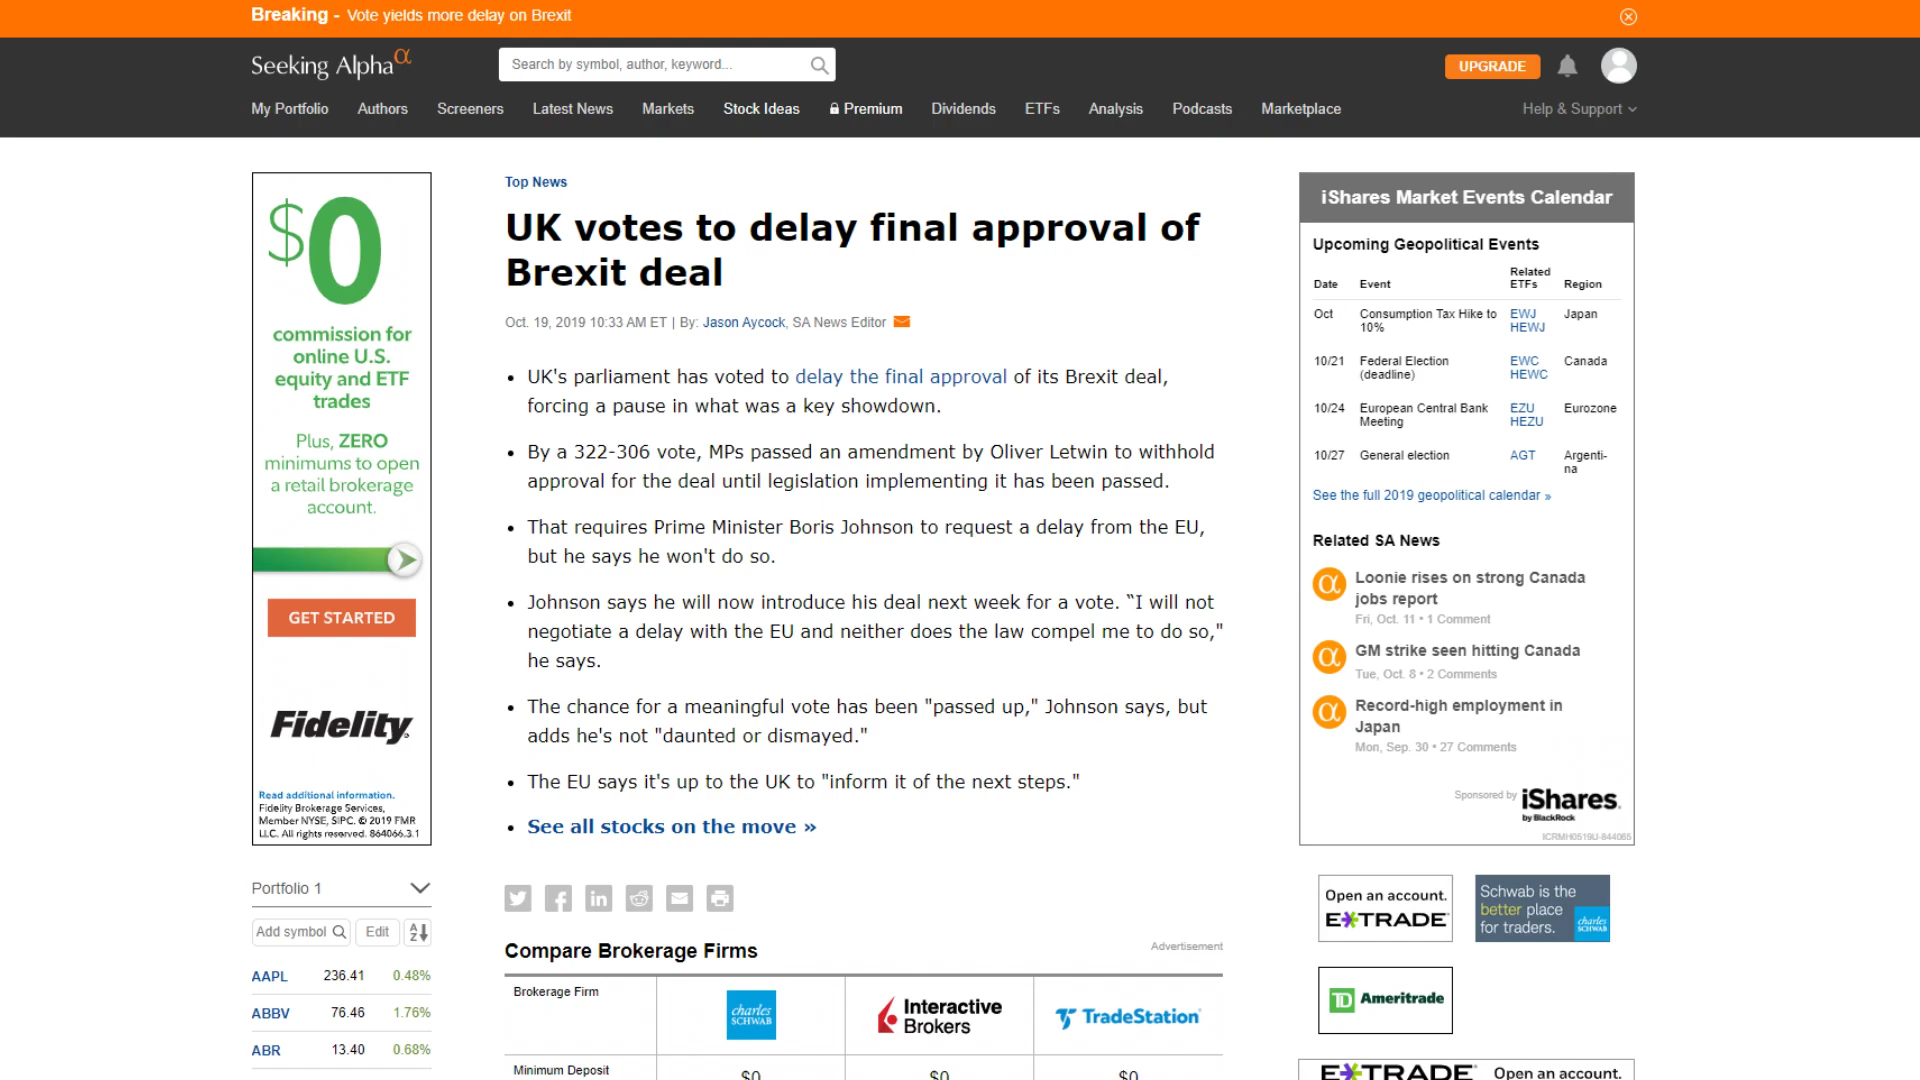 Breaking - Vote yields more delay on Brexit
Seeking Alpha α
Search by symbol, author, keyword...
UPGRADE
My Portfolio Authors Screeners Latest News Markets Stock Ideas Premium Dividends ETFs Analysis Podcasts Marketplace Help & Support
$0
commission for
online U.S.
equity and ETF
trades
Plus, ZERO
minimums to open
a retail brokerage
account.
GET STARTED
Fidelity
Read additional information.
Fidelity Brokerage Services,
Member NYSE, SIPC. © 2019 FMR
LLC. All rights reserved. 864066.3.1
Portfolio 1
Add symbol Edit A Z
AAPL 236.41 0.48%
ABBV 76.46 1.76%
ABR 13.40 0.68%
Top News
UK votes to delay final approval of
Brexit deal
Oct. 19, 2019 10:33 AM ET | By: Jason Aycock, SA News Editor
• UK's parliament has voted to delay the final approval of its Brexit deal,
forcing a pause in what was a key showdown.
• By a 322-306 vote, MPs passed an amendment by Oliver Letwin to withhold
approval for the deal until legislation implementing it has been passed.
• That requires Prime Minister Boris Johnson to request a delay from the EU,
but he says he won't do so.
• Johnson says he will now introduce his deal next week for a vote. “I will not
negotiate a delay with the EU and neither does the law compel me to do so,"
he says.
• The chance for a meaningful vote has been "passed up," Johnson says, but
adds he's not "daunted or dismayed."
• The EU says it's up to the UK to "inform it of the next steps."
• See all stocks on the move »
Compare Brokerage Firms
Advertisement
Brokerage Firm
charles
SCHWAB
Interactive
Brokers
TradeStation
Minimum Deposit $0 $0 $0
iShares Market Events Calendar
Upcoming Geopolitical Events
Date Event Related ETFs Region
Oct Consumption Tax Hike to 10% EWJ HEWJ Japan
10/21 Federal Election (deadline) EWC HEWC Canada
10/24 European Central Bank Meeting EZU HEZU Eurozone
10/27 General election AGT Argenti-na
See the full 2019 geopolitical calendar »
Related SA News
α
Loonie rises on strong Canada
jobs report
Fri, Oct. 11 • 1 Comment
α
GM strike seen hitting Canada
Tue, Oct. 8 • 2 Comments
α
Record-high employment in
Japan
Mon, Sep. 30 • 27 Comments
Sponsored by iShares.
by BlackRock
ICRMH0519U-844085
Open an account.
E*TRADE
Schwab is the
better place
for traders.
charles
SCHWAB
TD Ameritrade
E*TRADE Open an account.